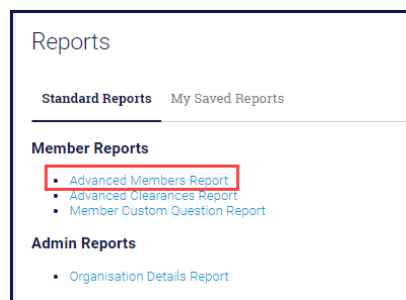 Reports
Standard Reports My Saved Reports
Member Reports
Advanced Members Report
Advanced Clearances Report
Member Custom Question Report
Admin Reports
Organisation Details Report